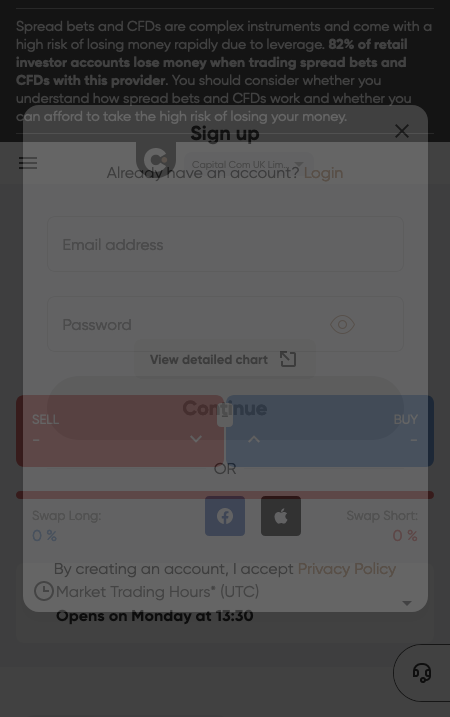 Spread bets and CFDs are complex instruments and come with a
high risk of losing money rapidly due to leverage. 82% of retail
investor accounts lose money when trading spread bets and
CFDs with this provider. You should consider whether you
understand how spread bets and CFDs work and whether you
can afford to take the high risk of losing your money.
Sign up
Capital Com UK Lim...
Already have an account? Login
Email address
Password
View detailed chart
Continue
SELL
BUY
-
-
OR
Swap Long:
Swap Short:
0 %
0 %
By creating an account, I accept Privacy Policy
Market Trading Hours* (UTC)
Opens on Monday at 13:30